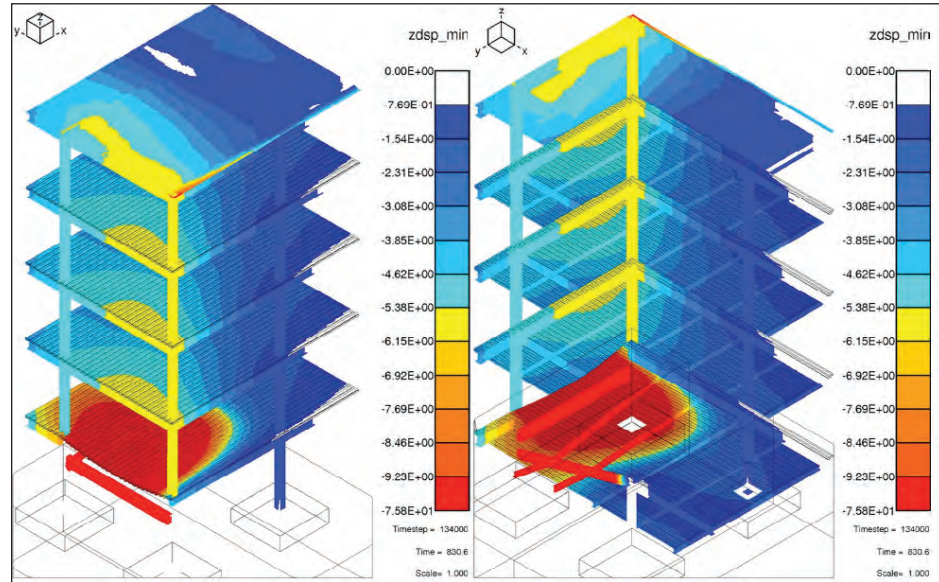 z
y
x
zdsp_min
0.00E+00
-7.69E-01
-1.54E+00
-2.31E+00
-3.08E+00
-3.85E+00
-4.62E+00
-5.38E+00
-6.15E+00
-6.92E+00
-7.69E+00
-8.46E+00
-9.23E+00
-7.58E+01
Timestep = 134000
Time = 830.6
Scale= 1.000
z
y
x
zdsp_min
0.00E+00
-7.69E-01
-1.54E+00
-2.31E+00
-3.08E+00
-3.85E+00
-4.62E+00
-5.38E+00
-6.15E+00
-6.92E+00
-7.69E+00
-8.46E+00
-9.23E+00
-7.58E+01
Timestep = 134000
Time = 830.6
Scale= 1.000